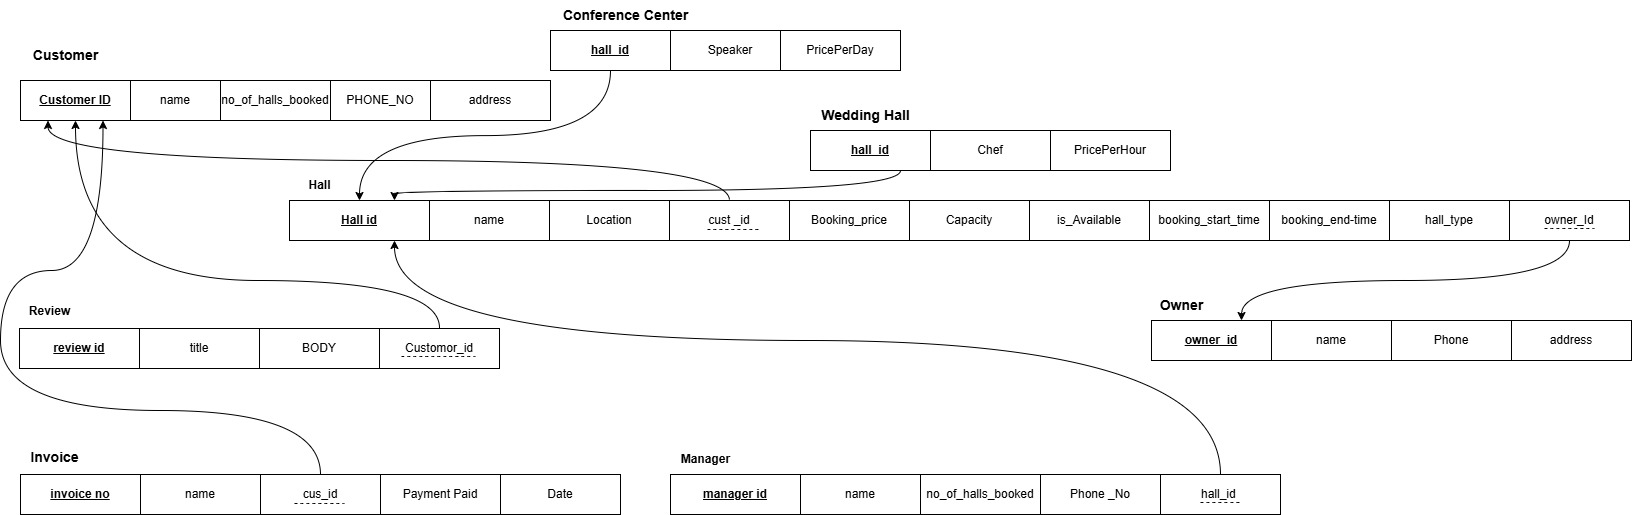 Conference Center
hall_id Speaker PricePerDay
Customer
Customer ID name no_of_halls_booked PHONE_NO address
Wedding Hall
hall_id Chef PricePerHour
Hall
Hall id name Location cust _id Booking_price Capacity is_Available booking_start_time booking_end-time hall_type owner_Id
Owner
owner_id name Phone address
Review
review id title BODY Customor_id
Invoice
invoice no name cus_id Payment Paid Date
Manager
manager id name no_of_halls_booked Phone _No hall_id